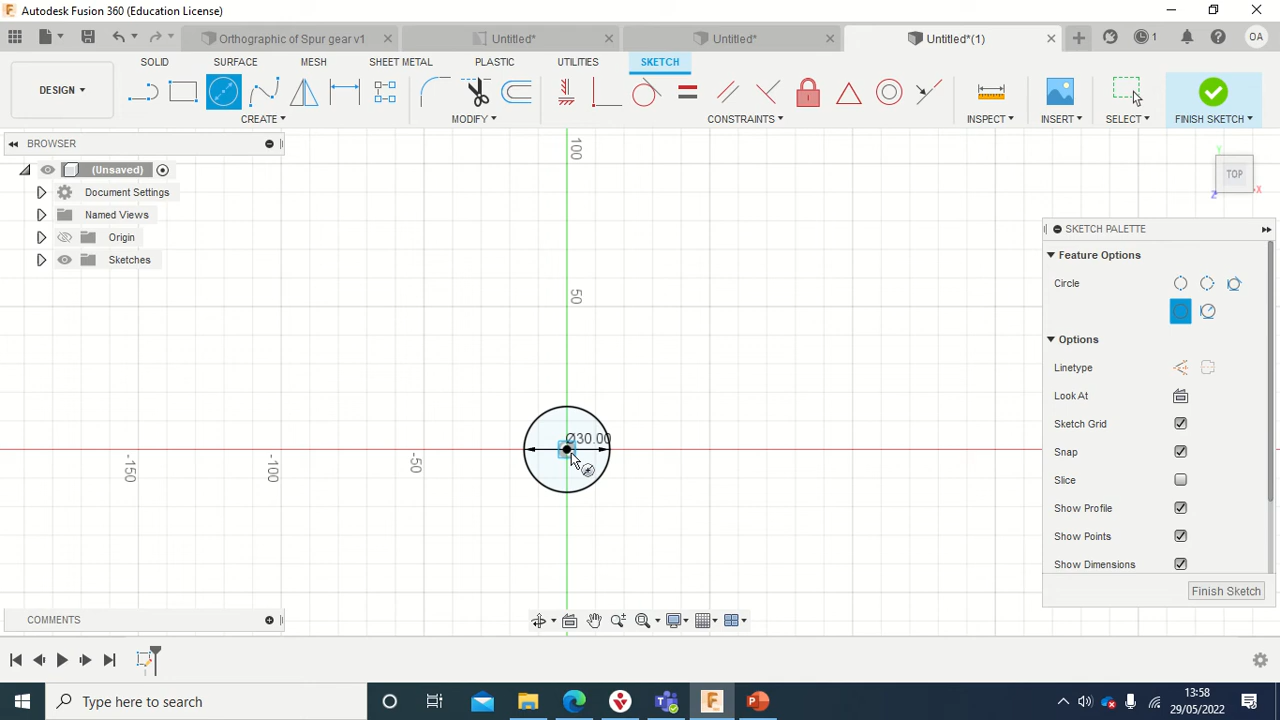 Autodesk Fusion 360 (Education License)
Orthographic of Spur gear v1
Untitled*
Untitled*
Untitled*(1)
1
OA
SOLID
SURFACE
MESH
SHEET METAL
PLASTIC
UTILITIES
SKETCH
DESIGN
CREATE
MODIFY
CONSTRAINTS
INSPECT
INSERT
SELECT
FINISH SKETCH
BROWSER
(Unsaved)
Document Settings
Named Views
Origin
Sketches
100
50
-150
-100
-50
Ø30.00
Y
TOP
X
Z
SKETCH PALETTE
Feature Options
Circle
Options
Linetype
Look At
Sketch Grid
Snap
Slice
Show Profile
Show Points
Show Dimensions
Finish Sketch
COMMENTS
Type here to search
13:58
29/05/2022